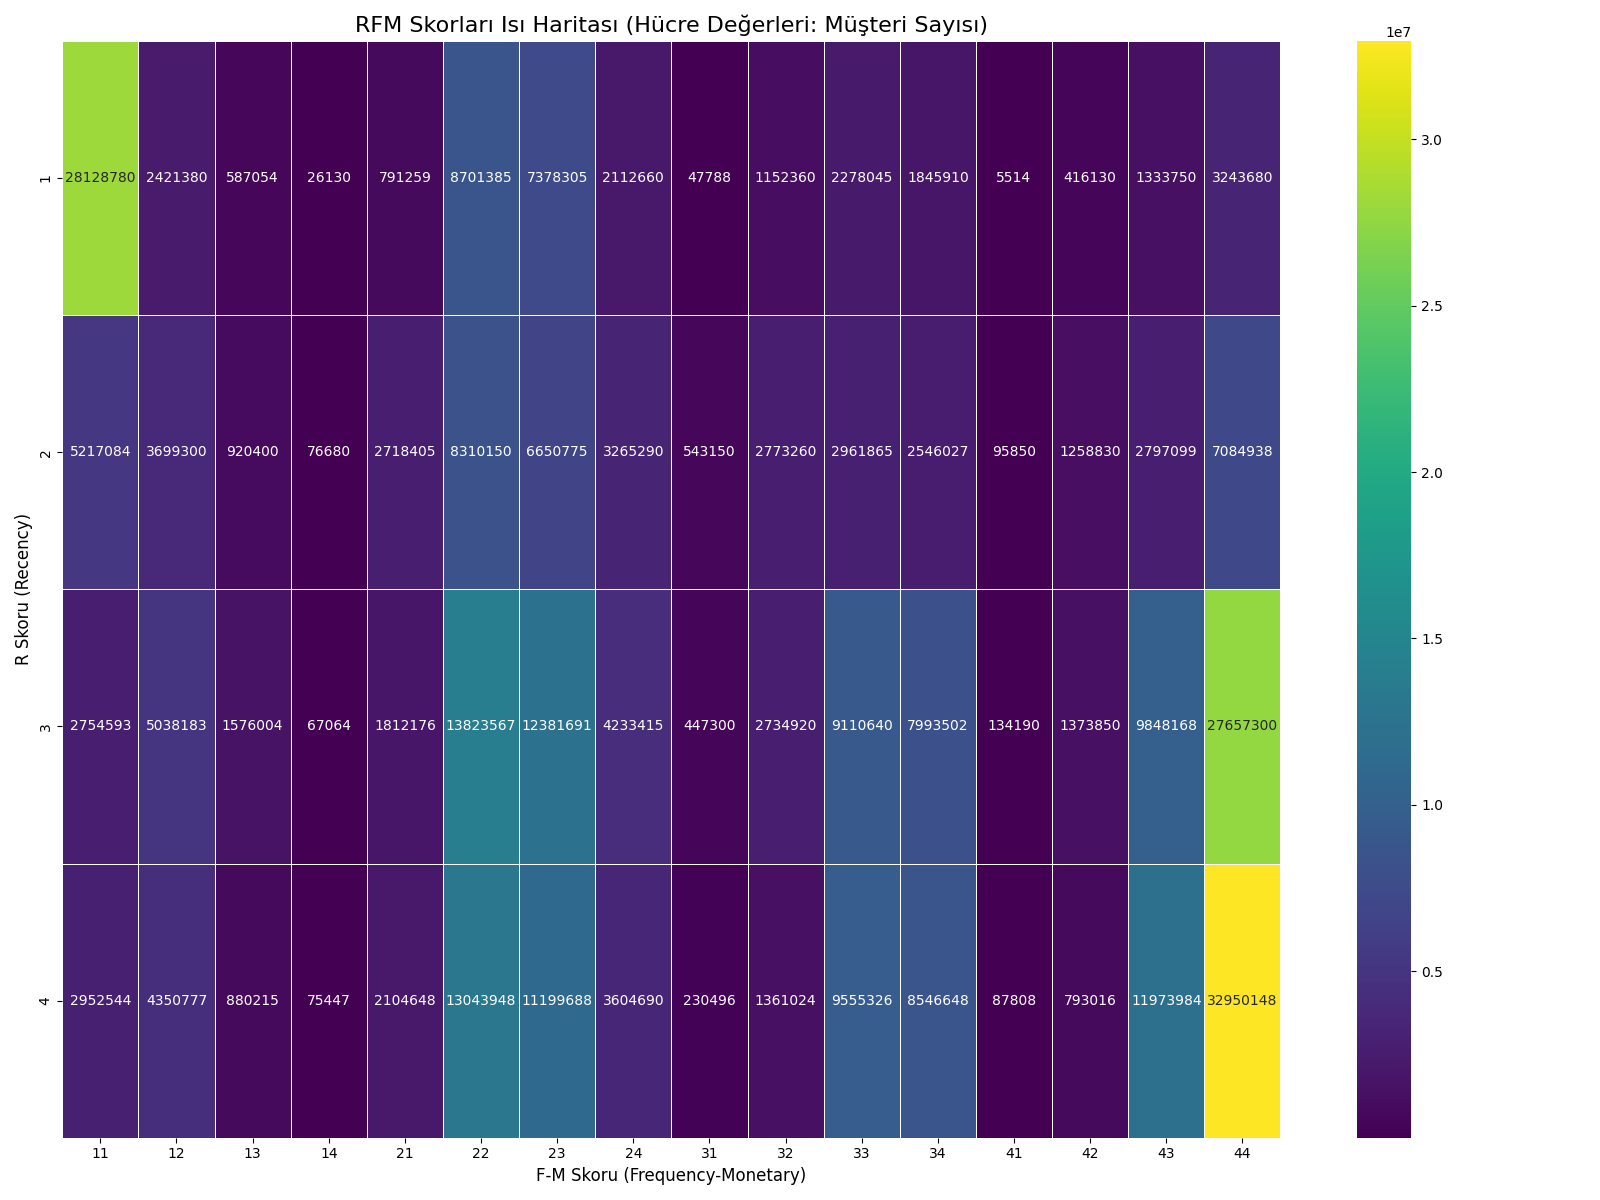 RFM Skorları Isı Haritası (Hücre Değerleri: Müşteri Sayısı)
1e7
R Skoru (Recency)
1 28128780 2421380 587054 26130 791259 8701385 7378305 2112660 47788 1152360 2278045 1845910 5514 416130 1333750 3243680
2 5217084 3699300 920400 76680 2718405 8310150 6650775 3265290 543150 2773260 2961865 2546027 95850 1258830 2797099 7084938
3 2754593 5038183 1576004 67064 1812176 13823567 12381691 4233415 447300 2734920 9110640 7993502 134190 1373850 9848168 27657300
4 2952544 4350777 880215 75447 2104648 13043948 11199688 3604690 230496 1361024 9555326 8546648 87808 793016 11973984 32950148
11 12 13 14 21 22 23 24 31 32 33 34 41 42 43 44
F-M Skoru (Frequency-Monetary)
3.0
2.5
2.0
1.5
1.0
0.5